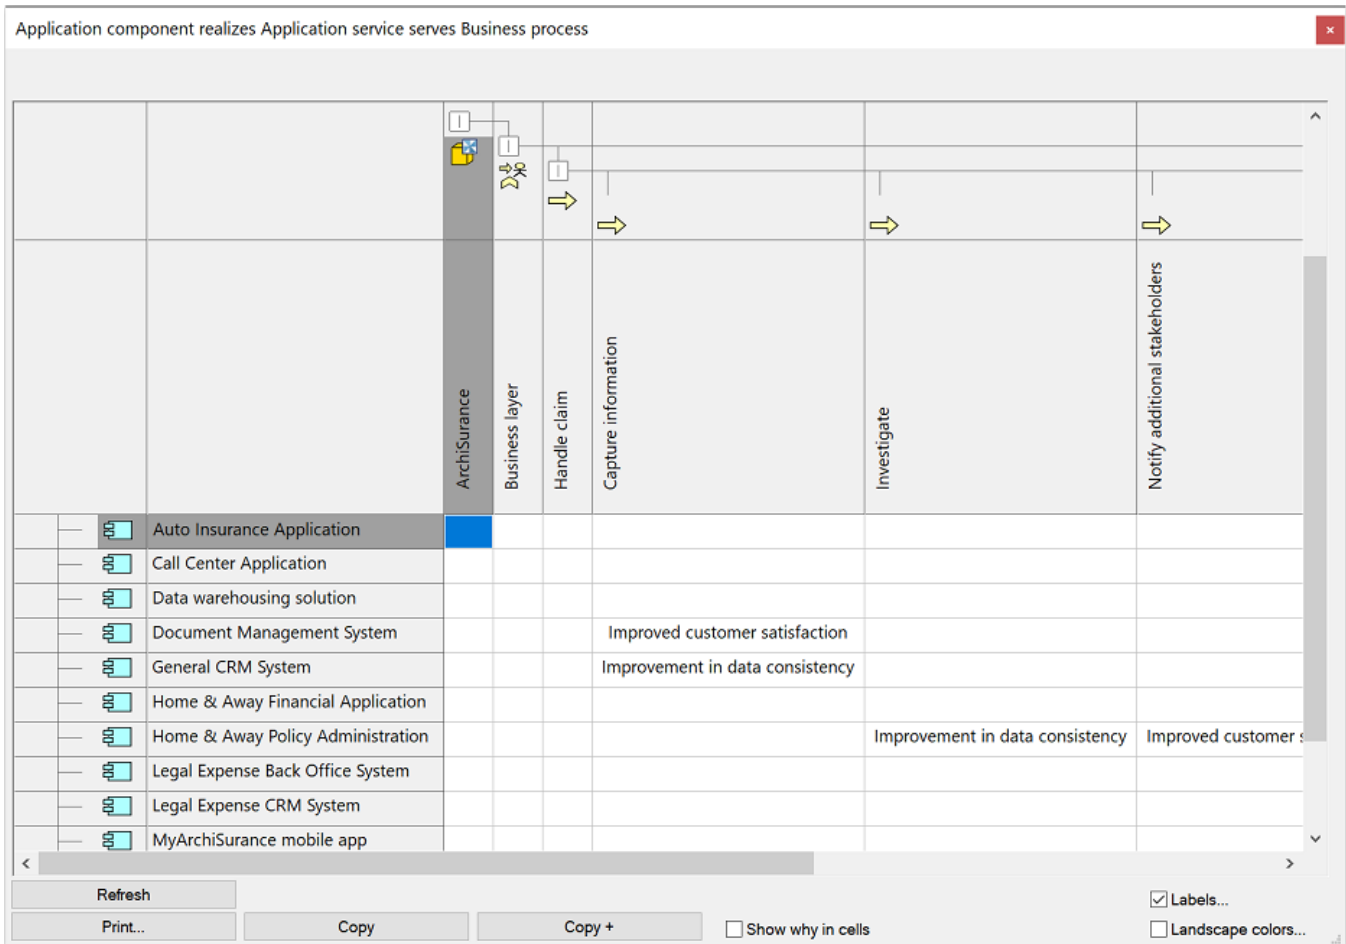 Application component realizes Application service serves Business process
ArchiSurance
Business layer
Handle claim
Capture information
Investigate
Notify additional stakeholders
Auto Insurance Application
Call Center Application
Data warehousing solution
Document Management System Improved customer satisfaction
General CRM System Improvement in data consistency
Home & Away Financial Application
Home & Away Policy Administration Improvement in data consistency Improved customer s
Legal Expense Back Office System
Legal Expense CRM System
MyArchiSurance mobile app
Refresh
Labels...
Print... Copy Copy + Show why in cells Landscape colors...